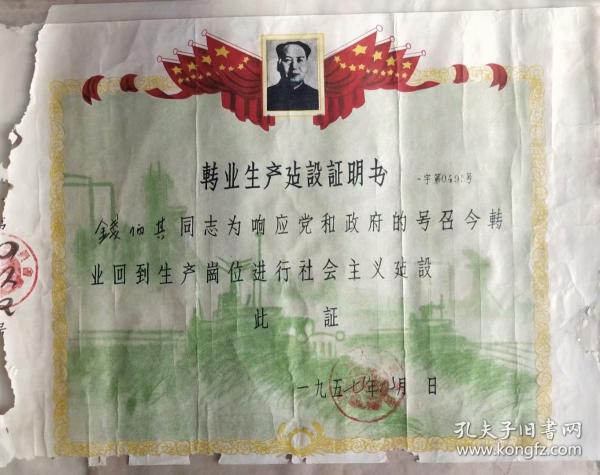 转业生产建設証明书
字第049 号
錢伯其同志为响应党和政府的号召今转
业回到生产崗位进行社会主义建設
此 証
一九五七年 月 日
孔夫子旧书网
www.kongfz.com